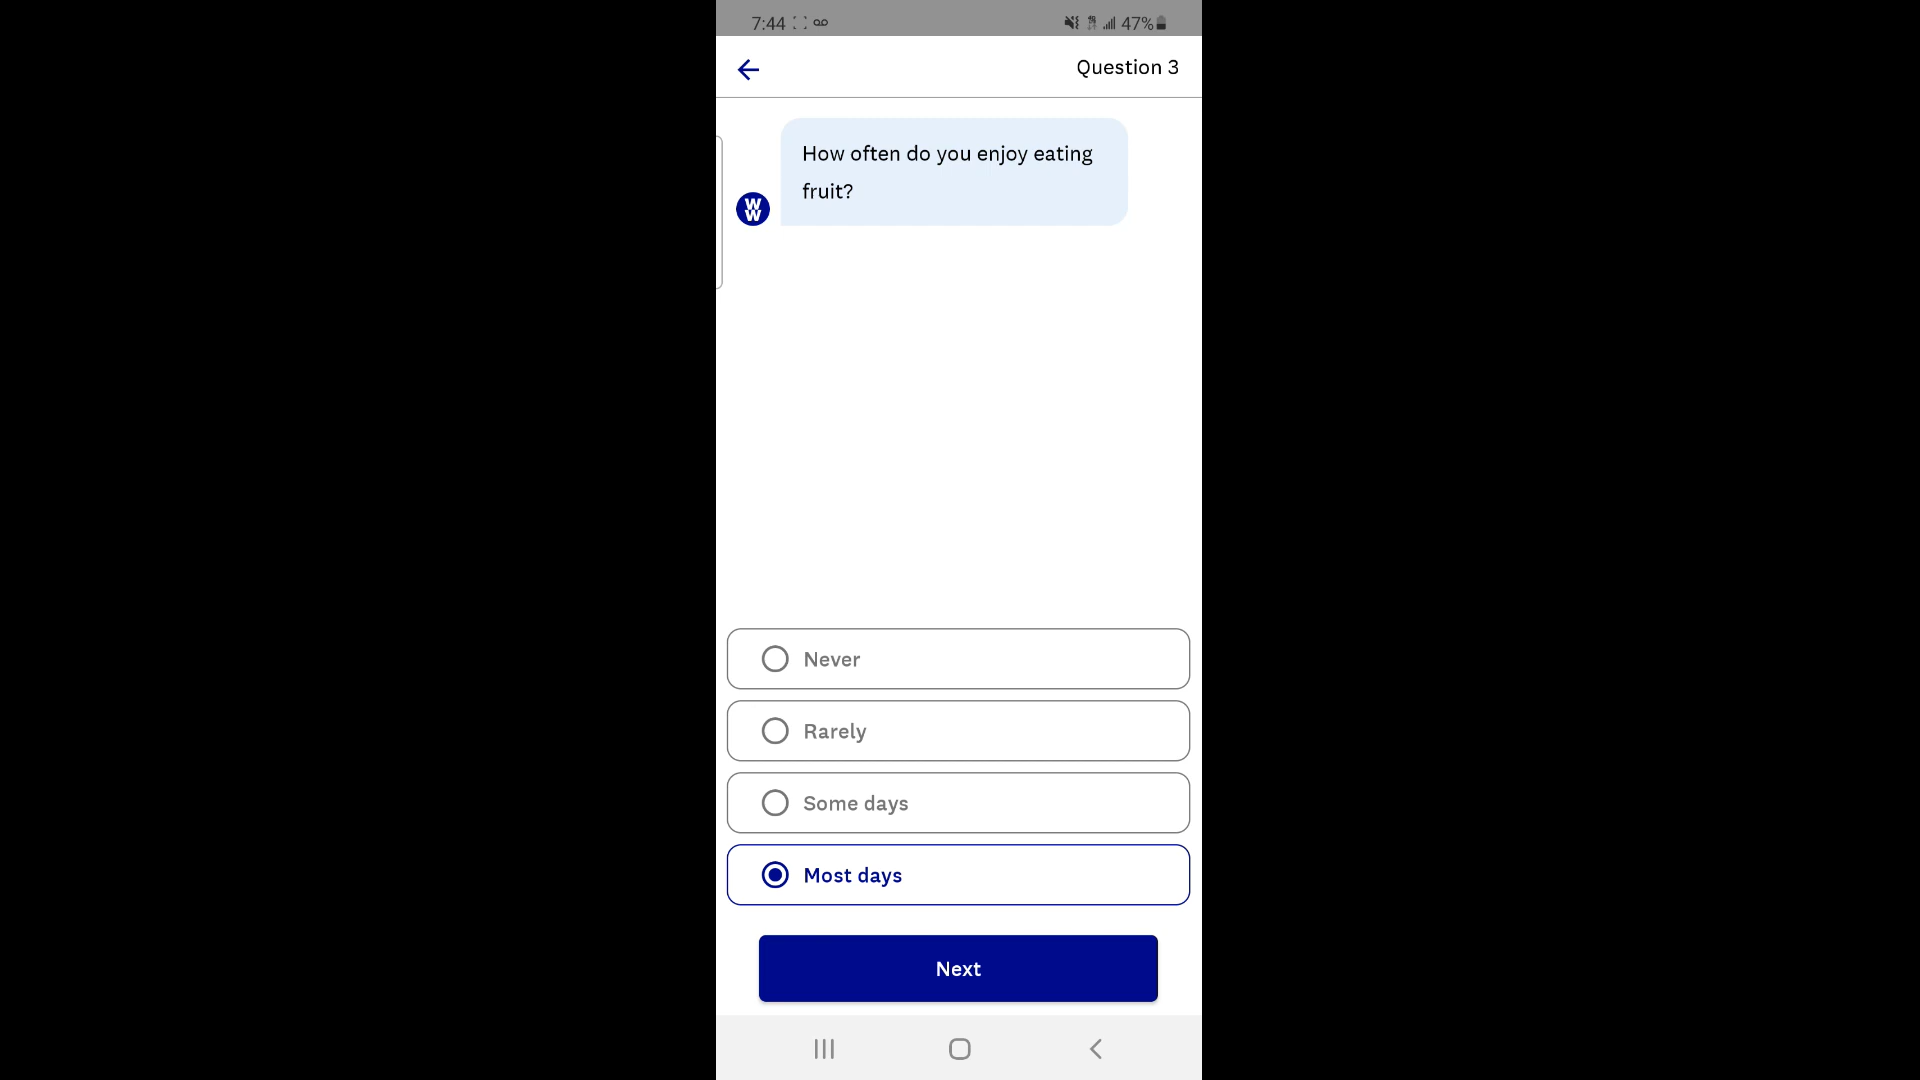 7:44 47%
Question 3
How often do you enjoy eating
fruit?
W
W
Never
Rarely
Some days
Most days
Next